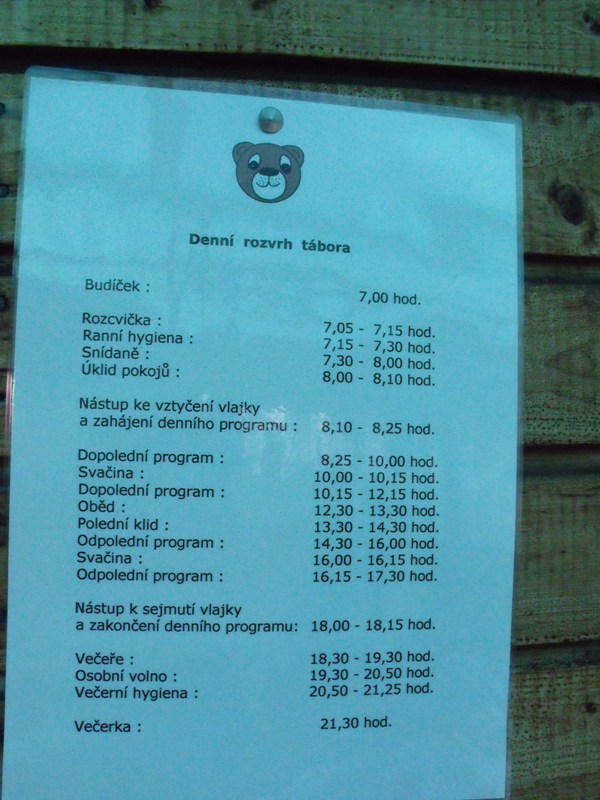 Denní rozvrh tábora
Budíček : 7,00 hod.
Rozcvička : 7,05 - 7,15 hod.
Ranní hygiena : 7,15 - 7,30 hod.
Snídaně : 7,30 - 8,00 hod.
Úklid pokojů : 8,00 - 8,10 hod.
Nástup ke vztyčení vlajky
a zahájení denního programu : 8,10 - 8,25 hod.
Dopolední program : 8,25 - 10,00 hod.
Svačina : 10,00 - 10,15 hod.
Dopolední program : 10,15 - 12,15 hod.
Oběd : 12,30 - 13,30 hod.
Polední klid : 13,30 - 14,30 hod.
Odpolední program : 14,30 - 16,00 hod.
Svačina : 16,00 - 16,15 hod.
Odpolední program : 16,15 - 17,30 hod.
Nástup k sejmutí vlajky
a zakončení denního programu: 18,00 - 18,15 hod.
Večeře : 18,30 - 19,30 hod.
Osobní volno : 19,30 - 20,50 hod.
Večerní hygiena : 20,50 - 21,25 hod.
Večerka : 21,30 hod.